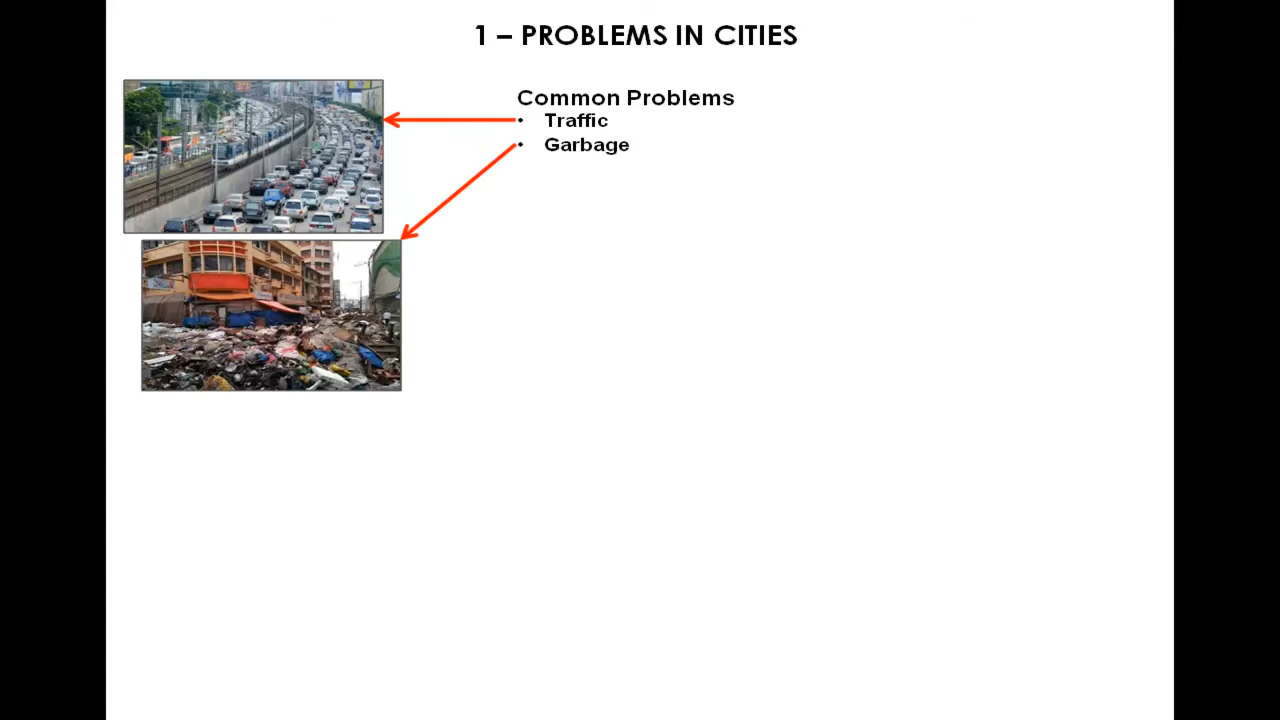 1 – PROBLEMS IN CITIES
Common Problems
• Traffic
• Garbage